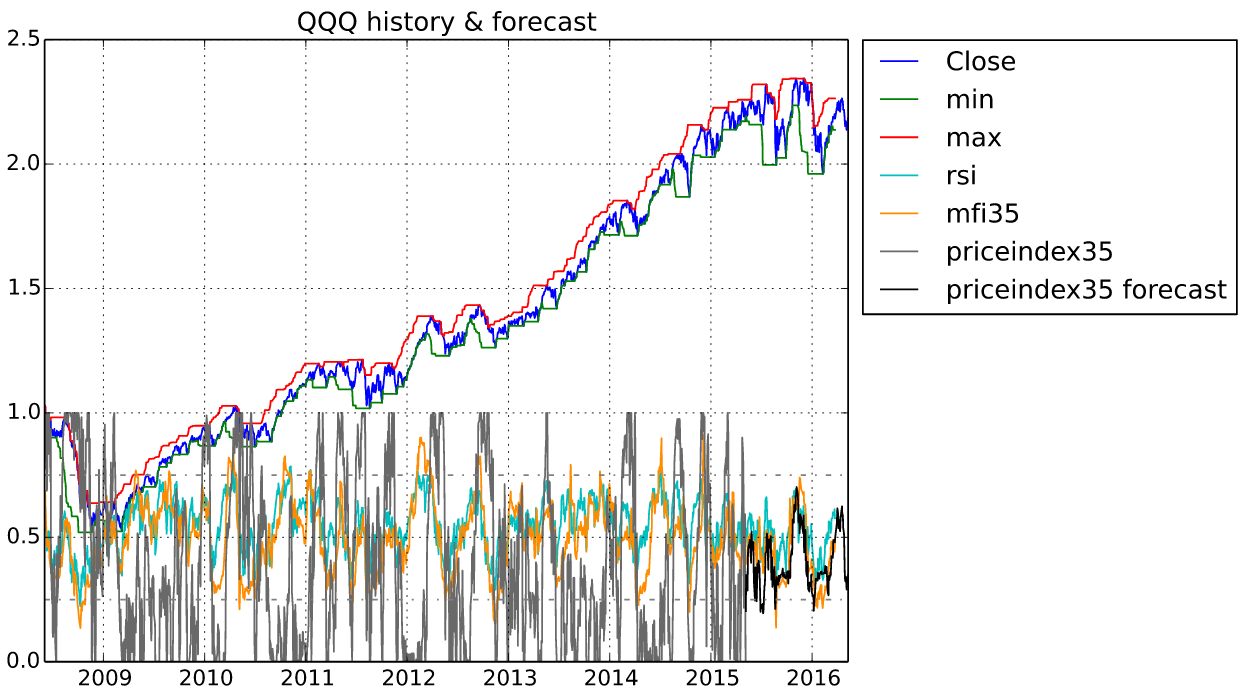 QQQ history & forecast
2.5
2.0
1.5
1.0
0.5
0.0
2009 2010 2011 2012 2013 2014 2015 2016
Close
min
max
rsi
mfi35
priceindex35
priceindex35 forecast